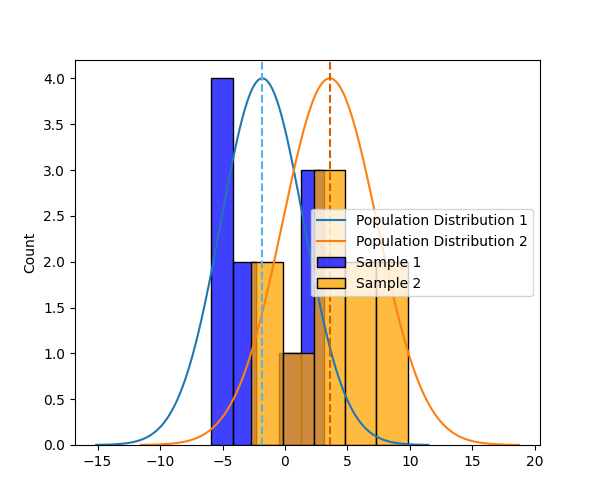 4.0
3.5
3.0
2.5
2.0
1.5
1.0
0.5
0.0
Count
Population Distribution 1
Population Distribution 2
Sample 1
Sample 2
−15 −10 −5 0 5 10 15 20